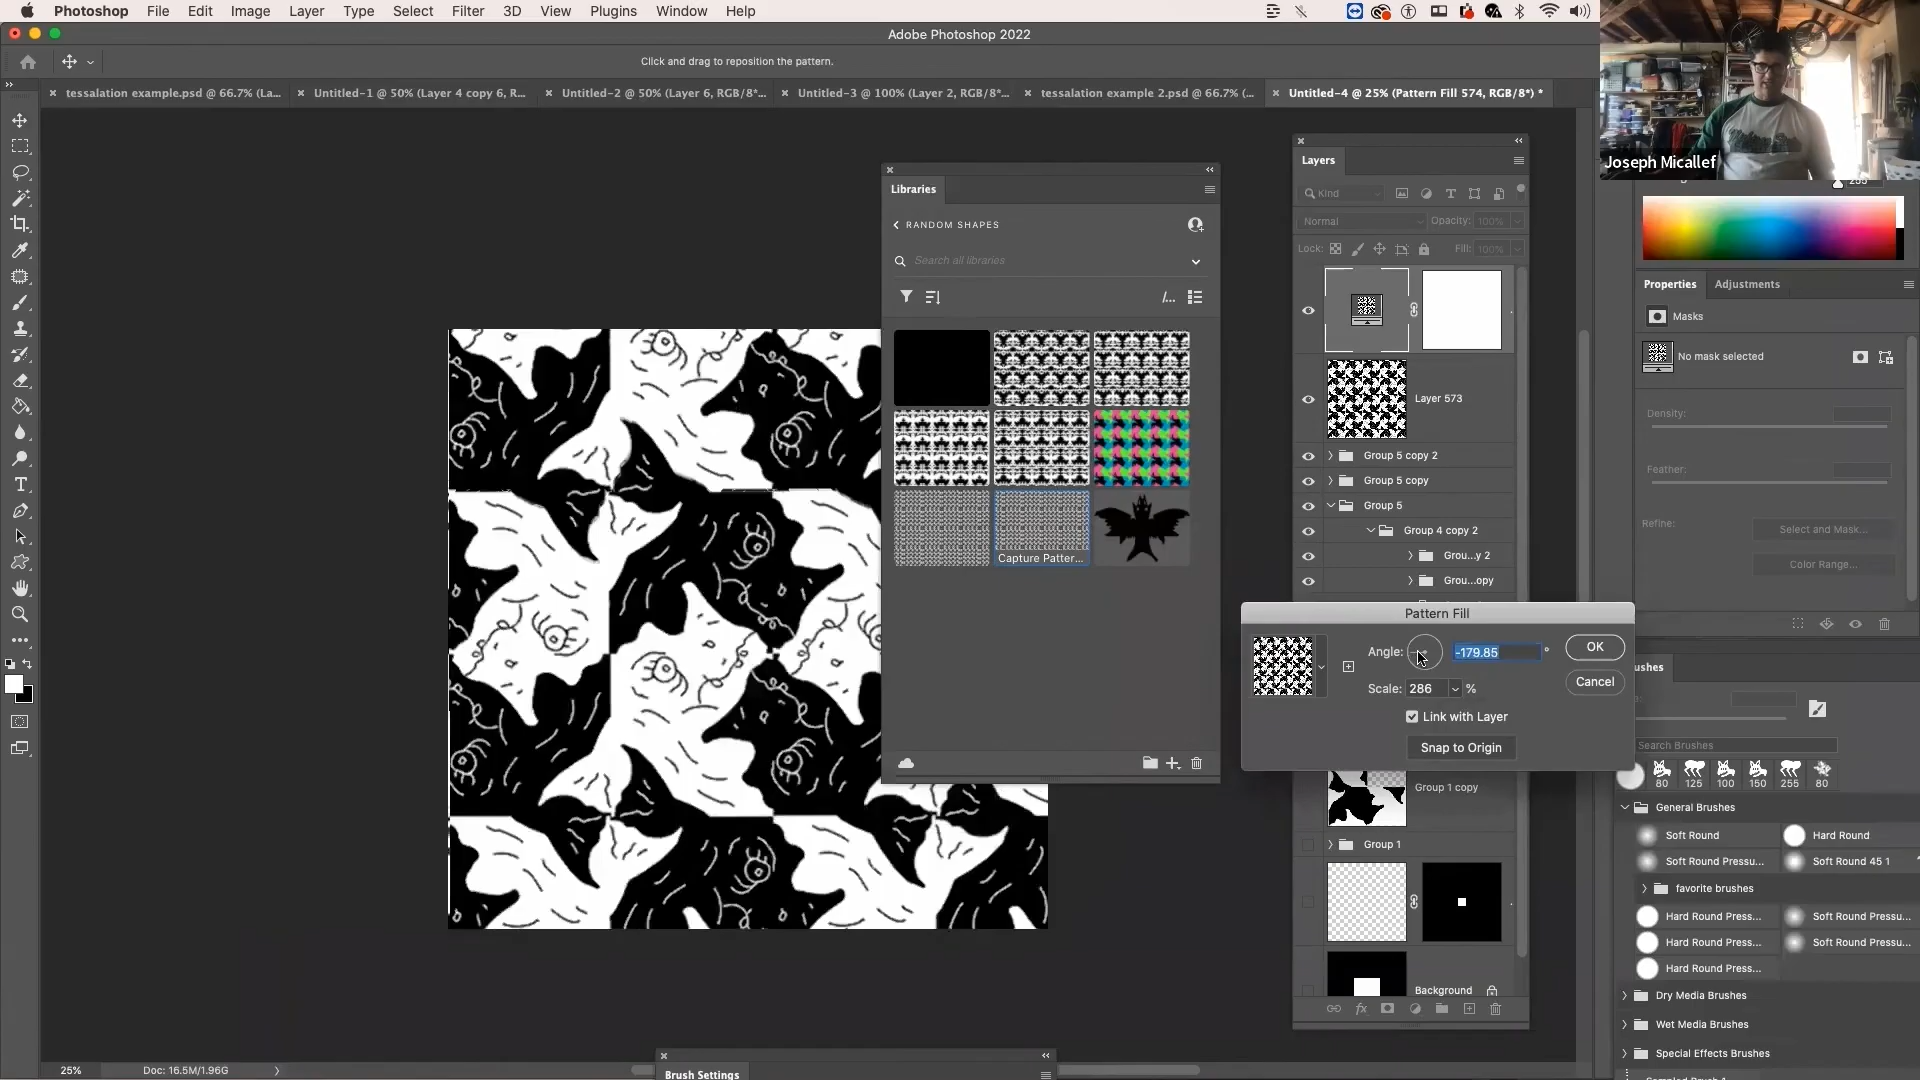 Photoshop File Edit Image Layer Type Select Filter 3D View Plugins Window Help
Adobe Photoshop 2022
Click and drag to reposition the pattern.
tessalation example.psd @ 66.7% (La... Untitled-1 @ 50% (Layer 4 copy 6, R... Untitled-2 @ 50% (Layer 6, RGB/8*... Untitled-3 @ 100% (Layer 2, RGB/8*... tessalation example 2.psd @ 66.7% (... Untitled-4 @ 25% (Pattern Fill 574, RGB/8*) *
Joseph Micallef
255
Libraries
RANDOM SHAPES
Search all libraries
/...
Capture Patter...
Layers
Kind
Normal Opacity: 100%
Lock: Fill: 100%
Layer 573
Group 5 copy 2
Group 5 copy
Group 5
Group 4 copy 2
Grou...y 2
Grou...opy
Pattern Fill
Angle: -179.85 °
OK
Scale: 286 %
Cancel
Link with Layer
Snap to Origin
Group 1 copy
Group 1
Background
fx
Properties Adjustments
Masks
No mask selected
Density:
Feather:
Refine: Select and Mask...
Color Range...
ushes
Search Brushes
80 125 100 150 255 80
General Brushes
Soft Round Hard Round
Soft Round Pressu... Soft Round 45 1
favorite brushes
Hard Round Press... Soft Round Pressu...
Hard Round Press... Soft Round Pressu...
Hard Round Press...
Dry Media Brushes
Wet Media Brushes
Special Effects Brushes
25% Doc: 16.5M/1.96G
Brush Settings